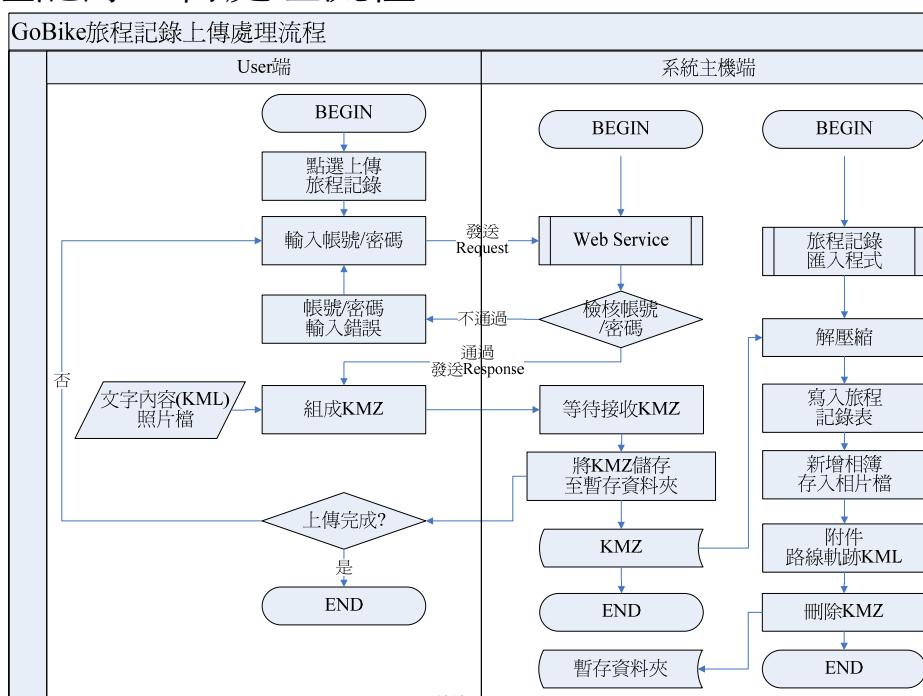 GoBike旅程記錄上傳處理流程
User端
系統主機端
BEGIN
點選上傳
旅程記錄
輸入帳號/密碼
發送
Request
帳號/密碼
輸入錯誤
不通過
通過
發送Response
否
文字內容(KML)
照片檔
組成KMZ
上傳完成?
是
END
BEGIN
Web Service
檢核帳號
/密碼
等待接收KMZ
將KMZ儲存
至暫存資料夾
KMZ
END
暫存資料夾
BEGIN
旅程記錄
匯入程式
解壓縮
寫入旅程
記錄表
新增相簿
存入相片檔
附件
路線軌跡KML
刪除KMZ
END